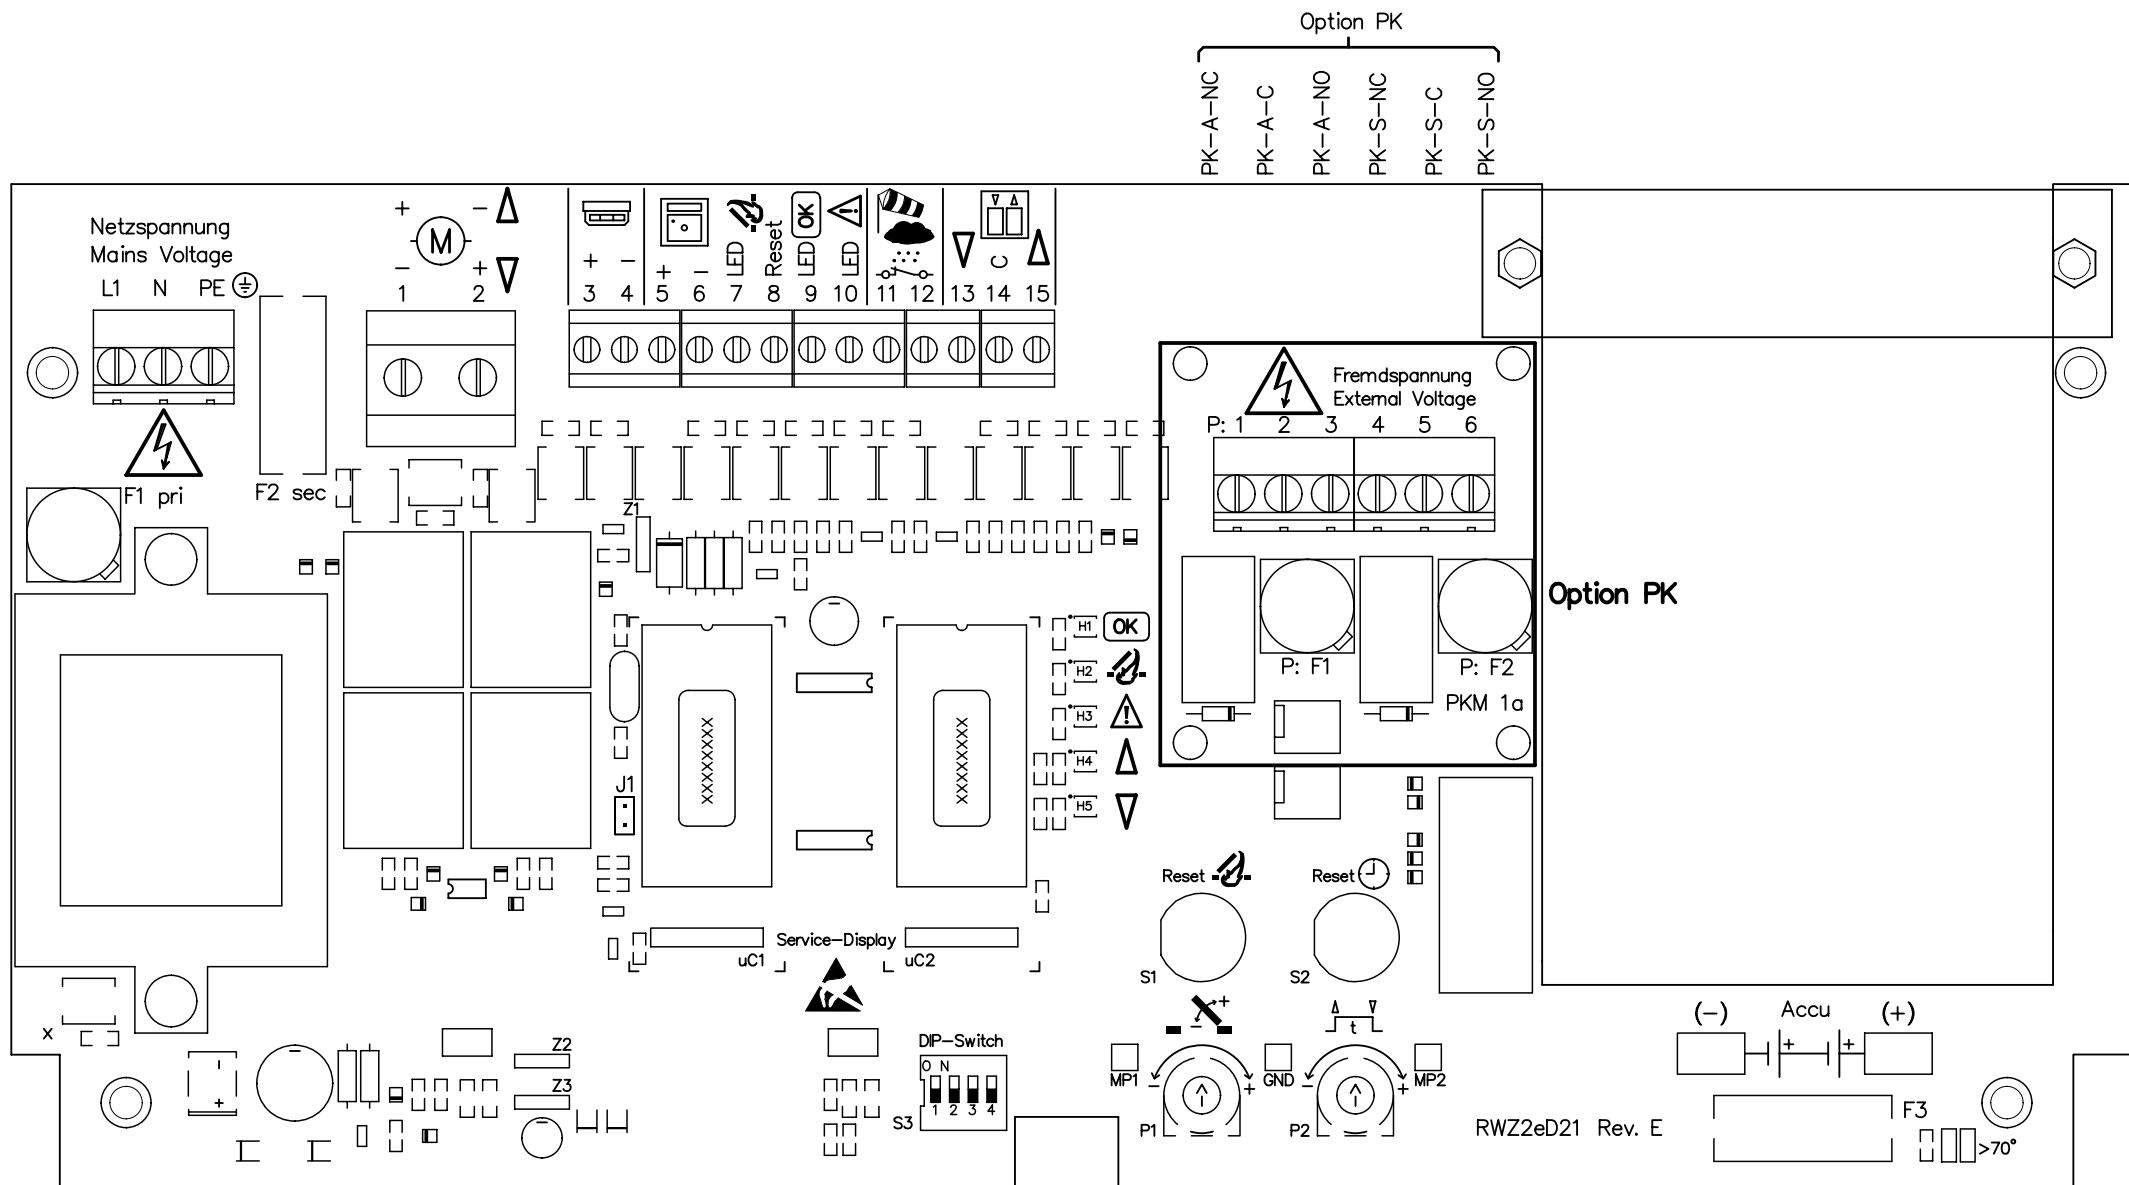 Option PK
PK-A-NC
PK-A-C
PK-A-NO
PK-S-NC
PK-S-C
PK-S-NO
Netzspannung
Mains Voltage
L1 N PE
+ - 
M
- +
1 2
+ - + - LED Reset LED OK LED C
3 4 5 6 7 8 9 10 11 12 13 14 15
F1 pri
F2 sec
Fremdspannung
External Voltage
P: 1 2 3 4 5 6
Z1
Option PK
P: F1
P: F2
PKM 1a
H1 OK
H2
H3
H4
H5
J1
XXXXXXXX
XXXXXXXX
Reset
Reset
Service-Display
uC1
uC2
S1
S2
+
-
t
(-) Accu (+)
+ +
x
Z2
Z3
-
+
DIP-Switch
O N
1 2 3 4
S3
MP1
GND
MP2
- +
- +
P1
P2
RWZ2eD21 Rev. E
F3
>70°